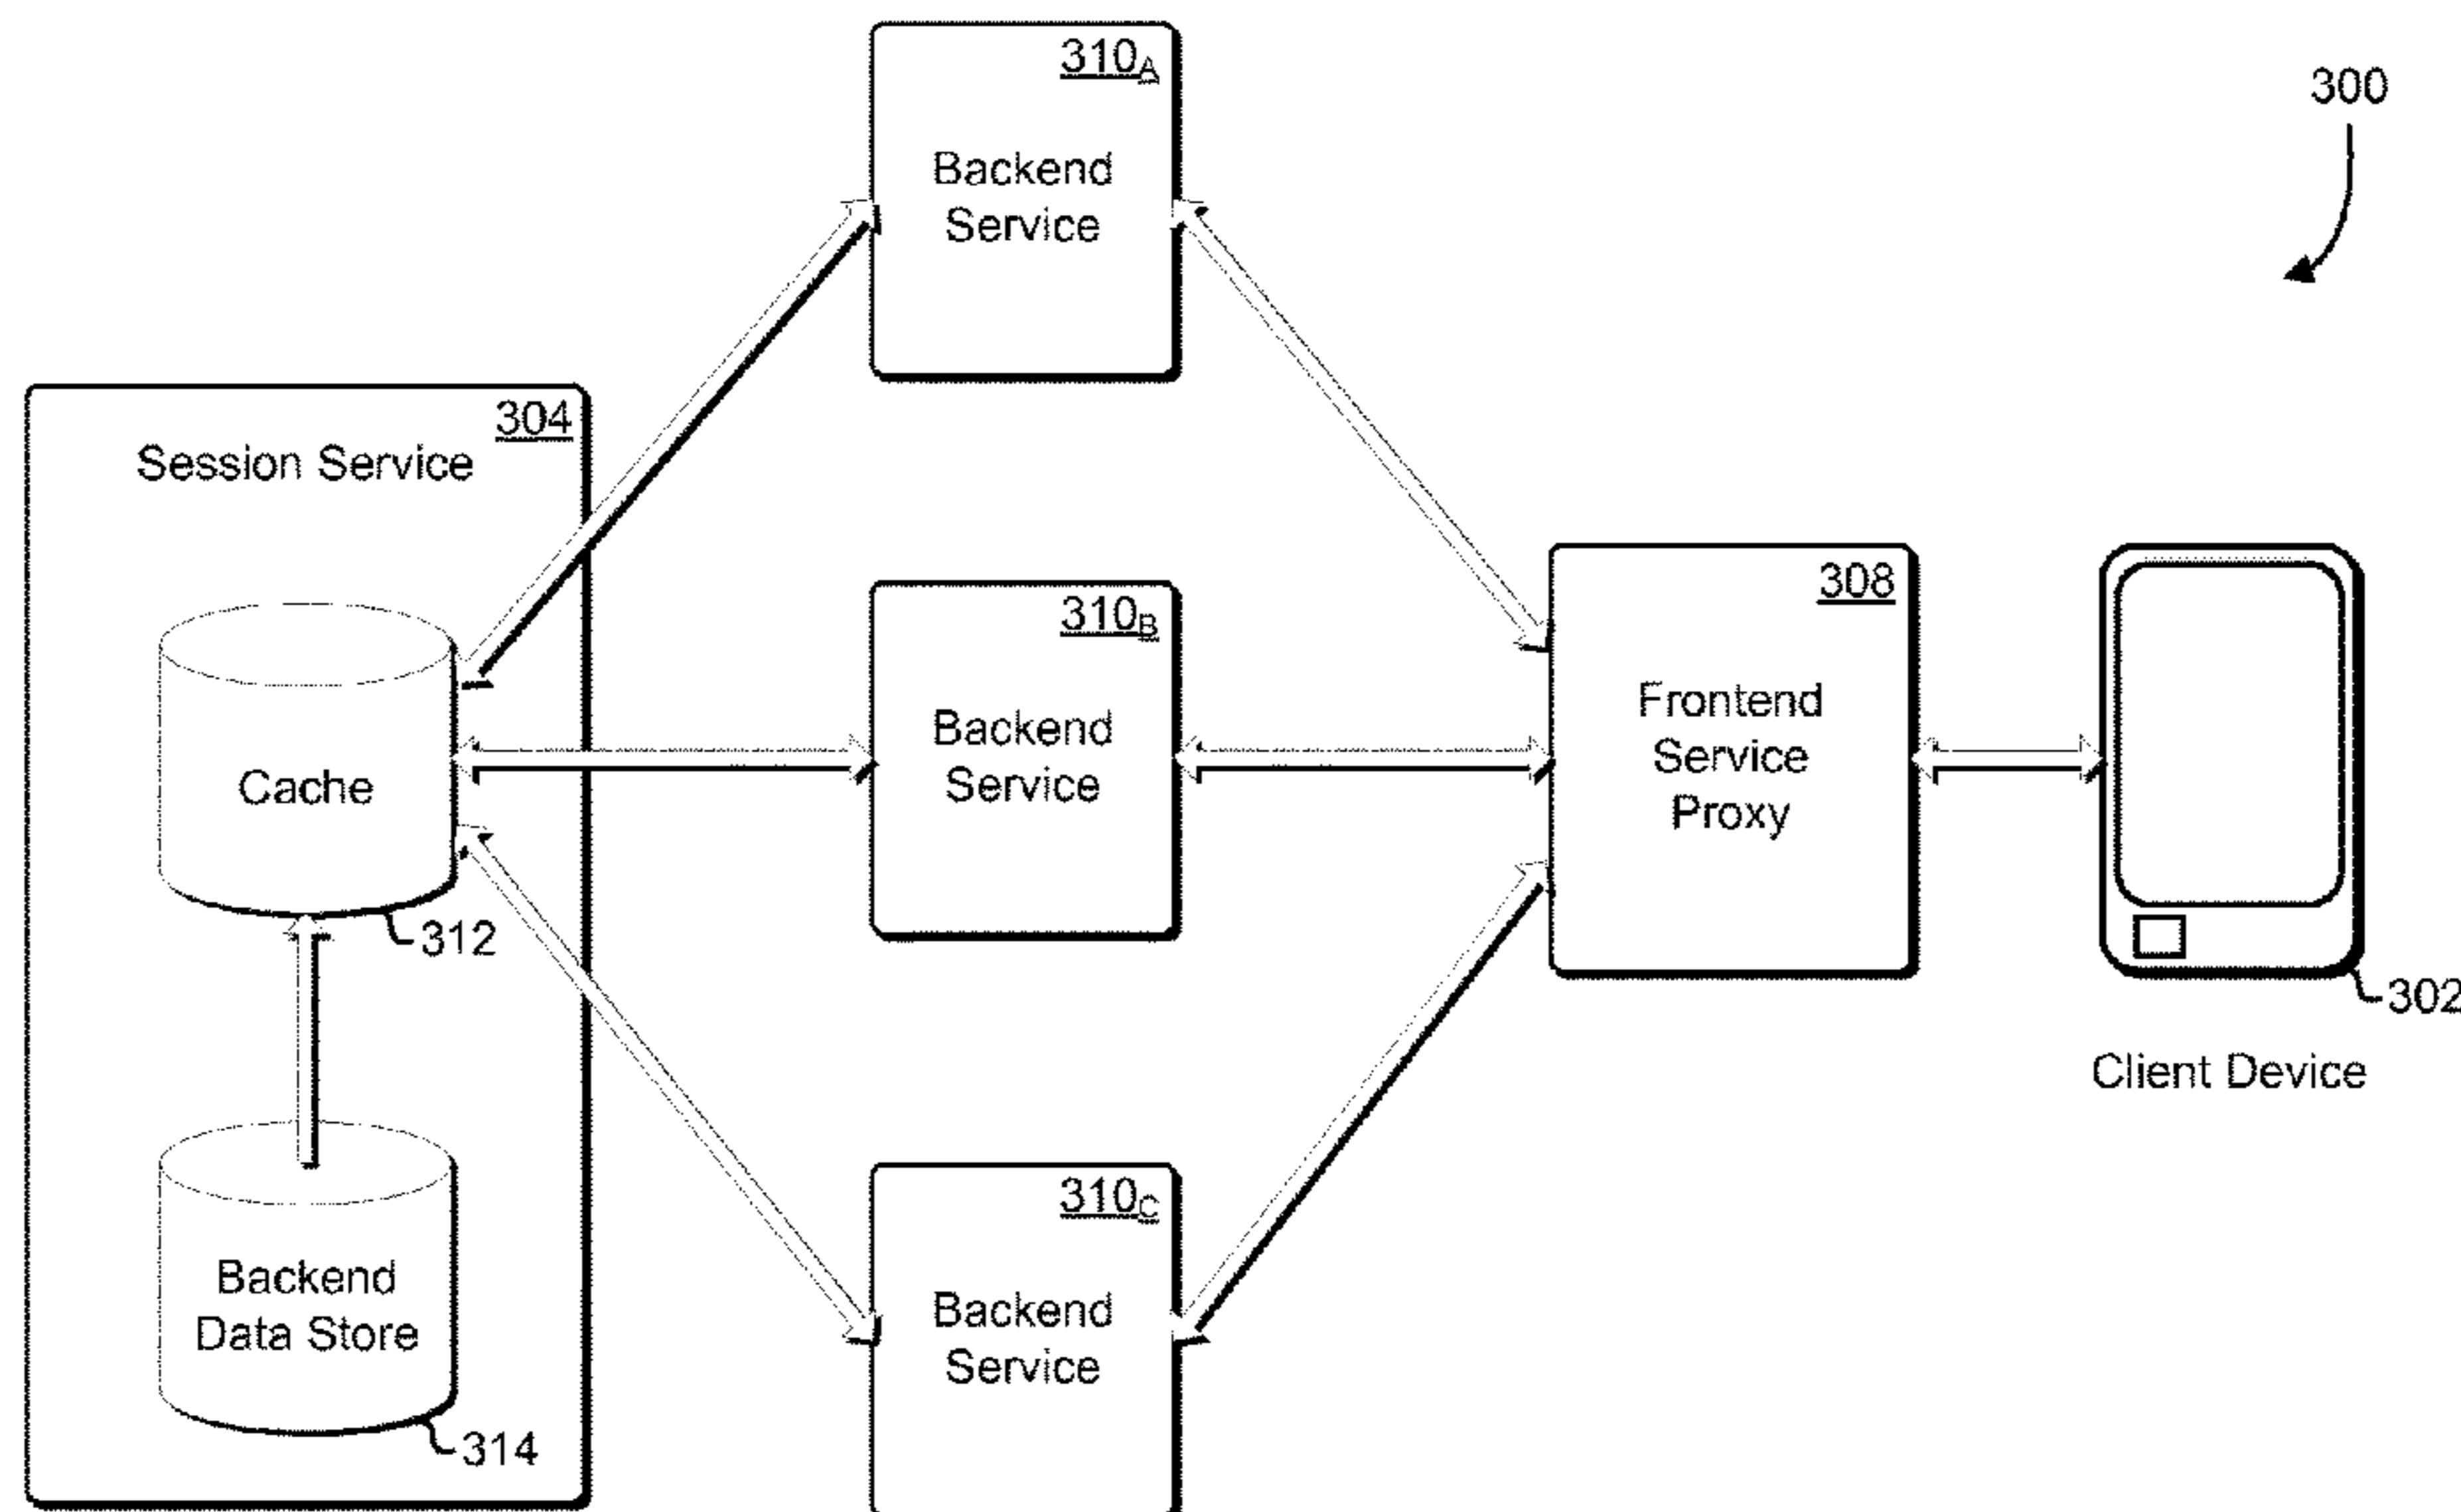 310A
Backend
Service
300
304
Session Service
Cache
312
Backend
Data Store
314
310B
Backend
Service
310C
Backend
Service
308
Frontend
Service
Proxy
302
Client Device